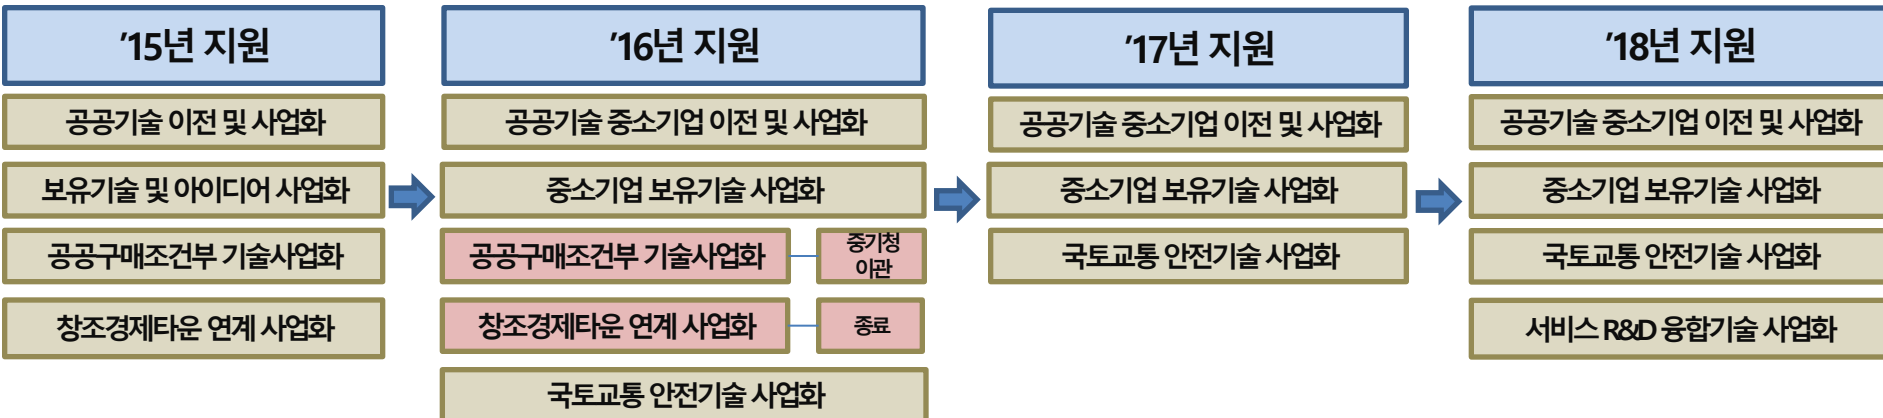 '15년 지원
공공기술 이전 및 사업화
보유기술 및 아이디어 사업화
공공구매조건부 기술사업화
창조경제타운 연계 사업화
'16년 지원
공공기술 중소기업 이전 및 사업화
중소기업 보유기술 사업화
공공구매조건부 기술사업화
중기청
이관
창조경제타운 연계 사업화
종료
국토교통 안전기술 사업화
'17년 지원
공공기술 중소기업 이전 및 사업화
중소기업 보유기술 사업화
국토교통 안전기술 사업화
'18년 지원
공공기술 중소기업 이전 및 사업화
중소기업 보유기술 사업화
국토교통 안전기술 사업화
서비스 R&D 융합기술 사업화